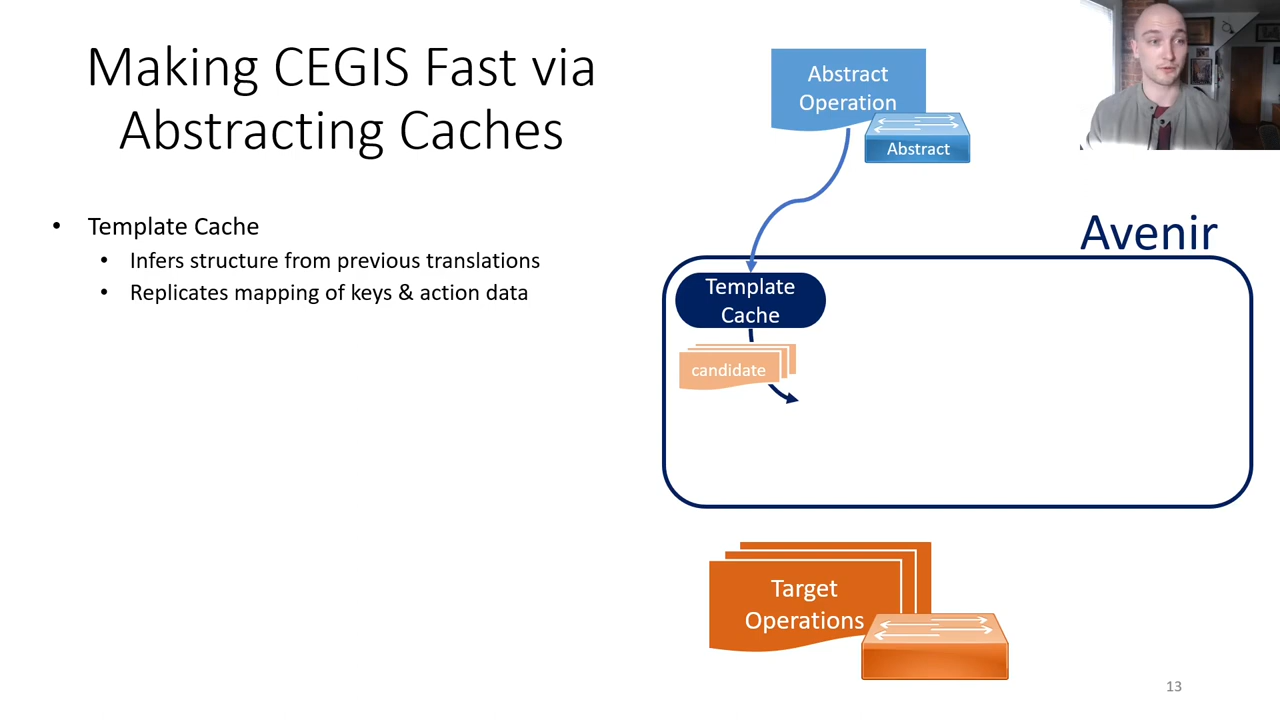 Making CEGIS Fast via
Abstracting Caches
• Template Cache
• Infers structure from previous translations
• Replicates mapping of keys & action data
Abstract
Operation
Abstract
Avenir
Template
Cache
candidate
Target
Operations
13